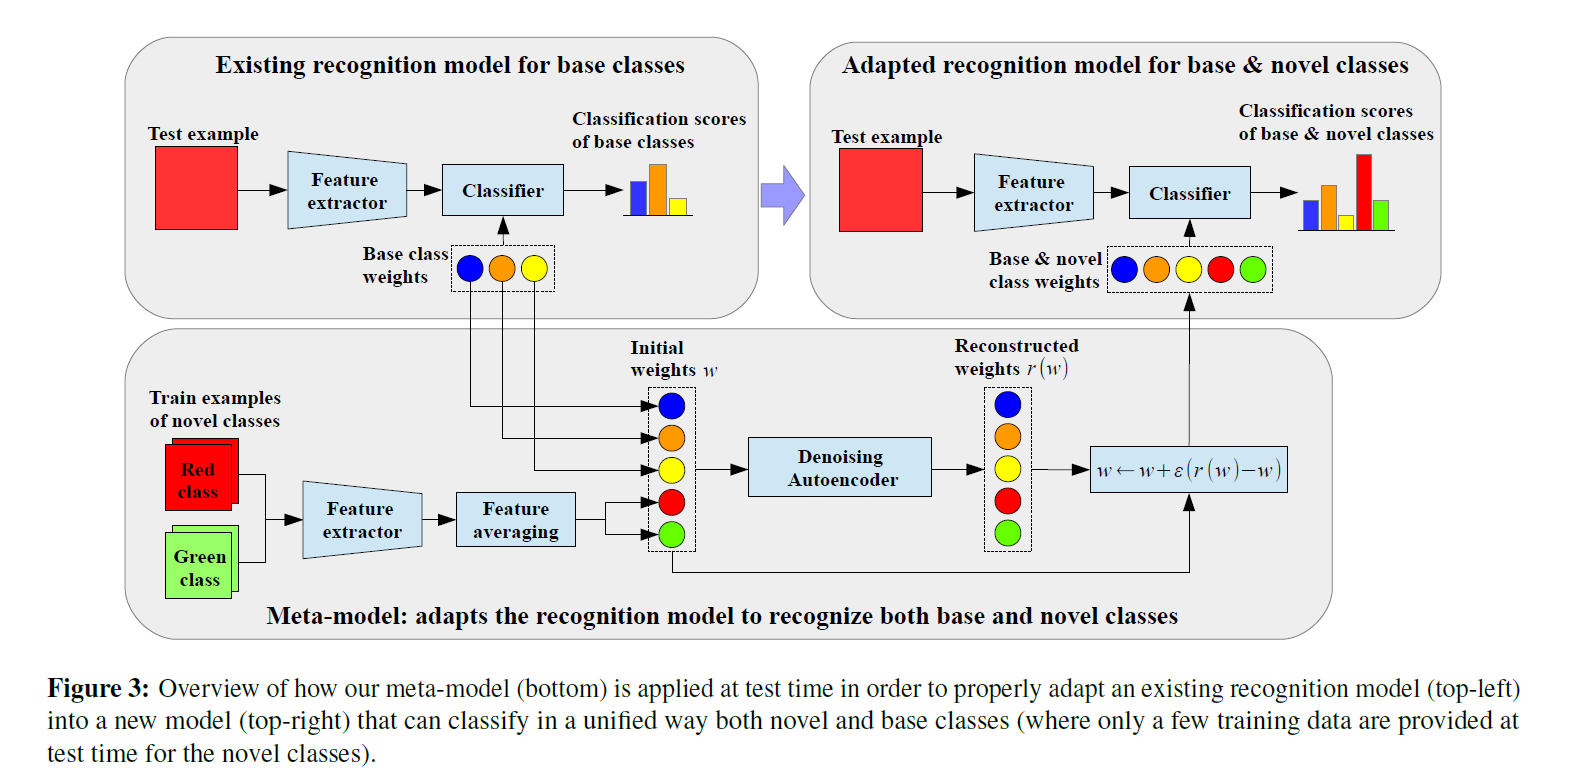 Existing recognition model for base classes
Test example
Feature
extractor
Classifier
Classification scores
of base classes
Base class
weights
Adapted recognition model for base & novel classes
Test example
Feature
extractor
Classifier
Classification scores
of base & novel classes
Base & novel
class weights
Train examples
of novel classes
Red
class
Green
class
Feature
extractor
Feature
averaging
Initial
weights w
Denoising
Autoencoder
Reconstructed
weights r(w)
w←w+ε(r(w)−w)
Meta-model: adapts the recognition model to recognize both base and novel classes
Figure 3: Overview of how our meta-model (bottom) is applied at test time in order to properly adapt an existing recognition model (top-left)
into a new model (top-right) that can classify in a unified way both novel and base classes (where only a few training data are provided at
test time for the novel classes).